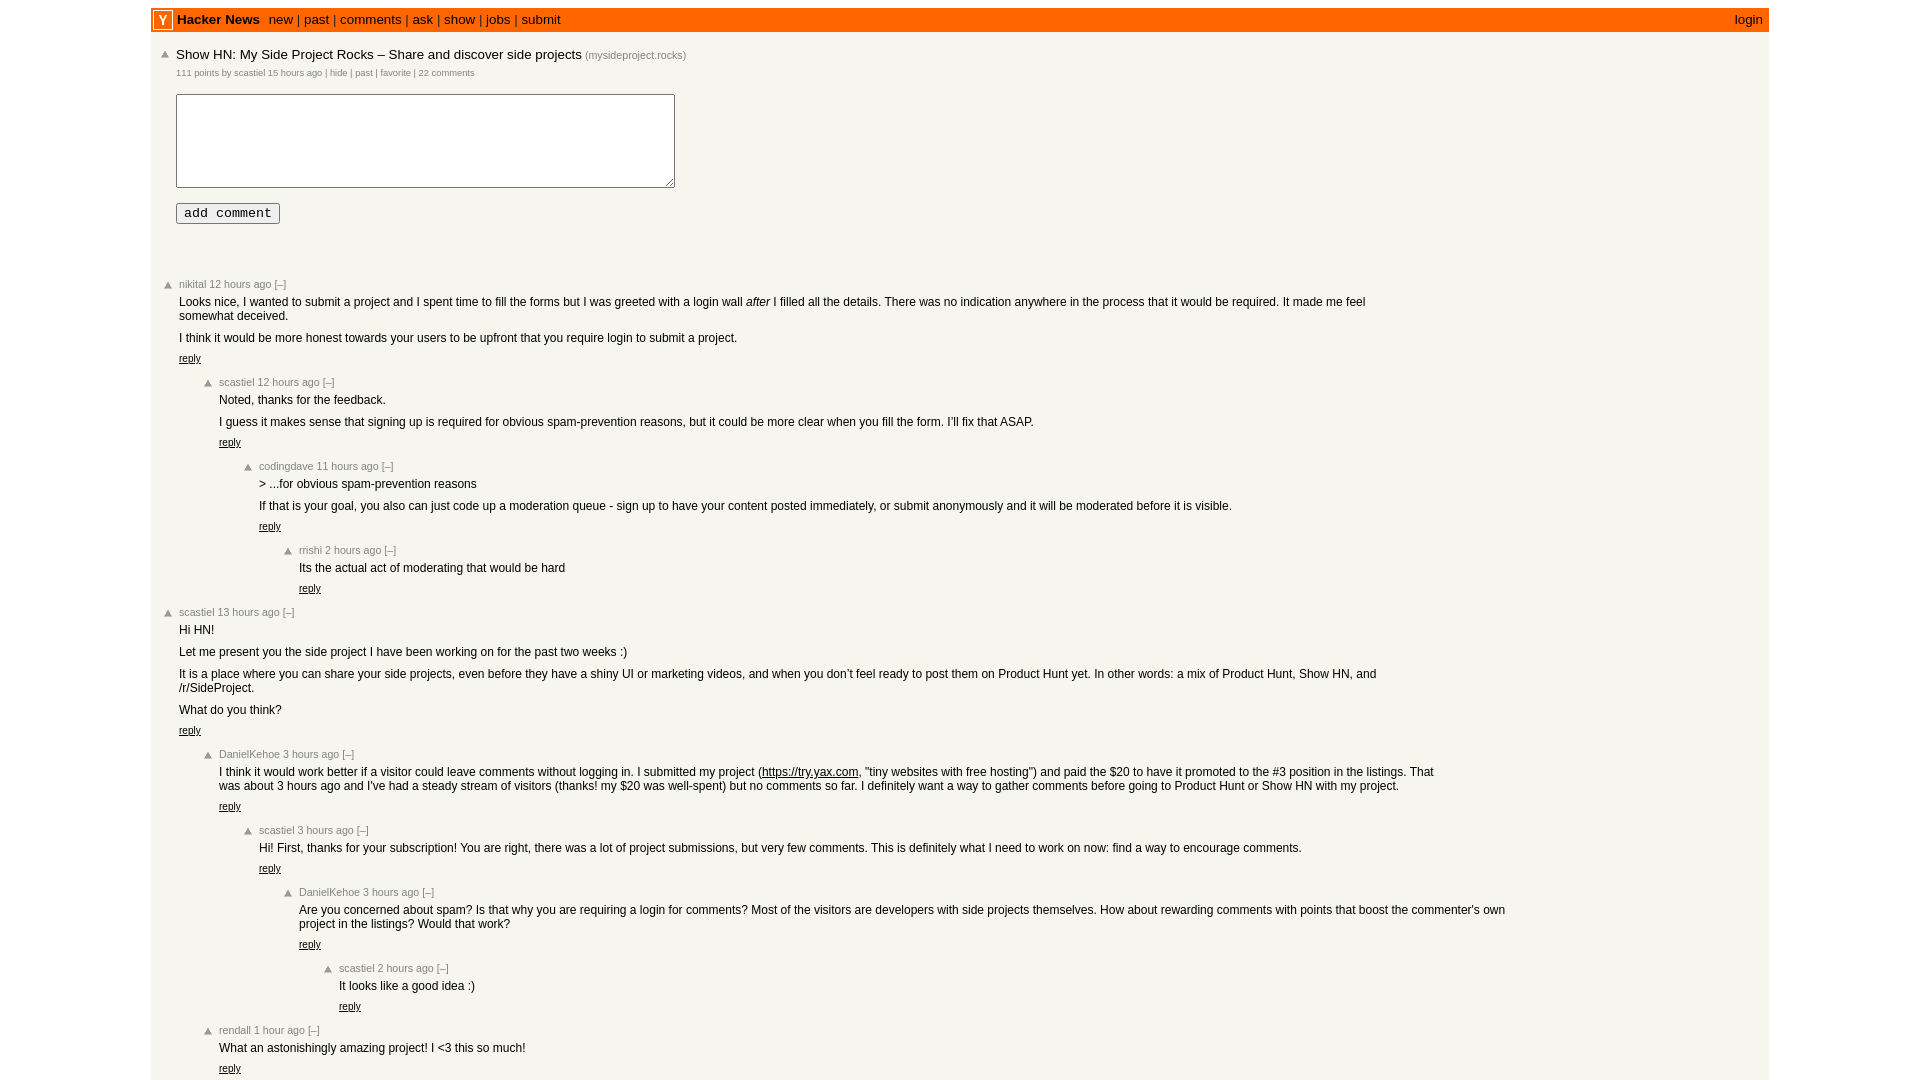 Y Hacker News new | past | comments | ask | show | jobs | submit login
Show HN: My Side Project Rocks – Share and discover side projects (mysideproject.rocks)
111 points by scastiel 15 hours ago | hide | past | favorite | 22 comments
add comment
nikital 12 hours ago [–]
Looks nice, I wanted to submit a project and I spent time to fill the forms but I was greeted with a login wall after I filled all the details. There was no indication anywhere in the process that it would be required. It made me feel
somewhat deceived.
I think it would be more honest towards your users to be upfront that you require login to submit a project.
reply
scastiel 12 hours ago [–]
Noted, thanks for the feedback.
I guess it makes sense that signing up is required for obvious spam-prevention reasons, but it could be more clear when you fill the form. I’ll fix that ASAP.
reply
codingdave 11 hours ago [–]
> ...for obvious spam-prevention reasons
If that is your goal, you also can just code up a moderation queue - sign up to have your content posted immediately, or submit anonymously and it will be moderated before it is visible.
reply
rrishi 2 hours ago [–]
Its the actual act of moderating that would be hard
reply
scastiel 13 hours ago [–]
Hi HN!
Let me present you the side project I have been working on for the past two weeks :)
It is a place where you can share your side projects, even before they have a shiny UI or marketing videos, and when you don’t feel ready to post them on Product Hunt yet. In other words: a mix of Product Hunt, Show HN, and
/r/SideProject.
What do you think?
reply
DanielKehoe 3 hours ago [–]
I think it would work better if a visitor could leave comments without logging in. I submitted my project (https://try.yax.com, "tiny websites with free hosting") and paid the $20 to have it promoted to the #3 position in the listings. That
was about 3 hours ago and I've had a steady stream of visitors (thanks! my $20 was well-spent) but no comments so far. I definitely want a way to gather comments before going to Product Hunt or Show HN with my project.
reply
scastiel 3 hours ago [–]
Hi! First, thanks for your subscription! You are right, there was a lot of project submissions, but very few comments. This is definitely what I need to work on now: find a way to encourage comments.
reply
DanielKehoe 3 hours ago [–]
Are you concerned about spam? Is that why you are requiring a login for comments? Most of the visitors are developers with side projects themselves. How about rewarding comments with points that boost the commenter's own
project in the listings? Would that work?
reply
scastiel 2 hours ago [–]
It looks like a good idea :)
reply
rendall 1 hour ago [–]
What an astonishingly amazing project! I <3 this so much!
reply